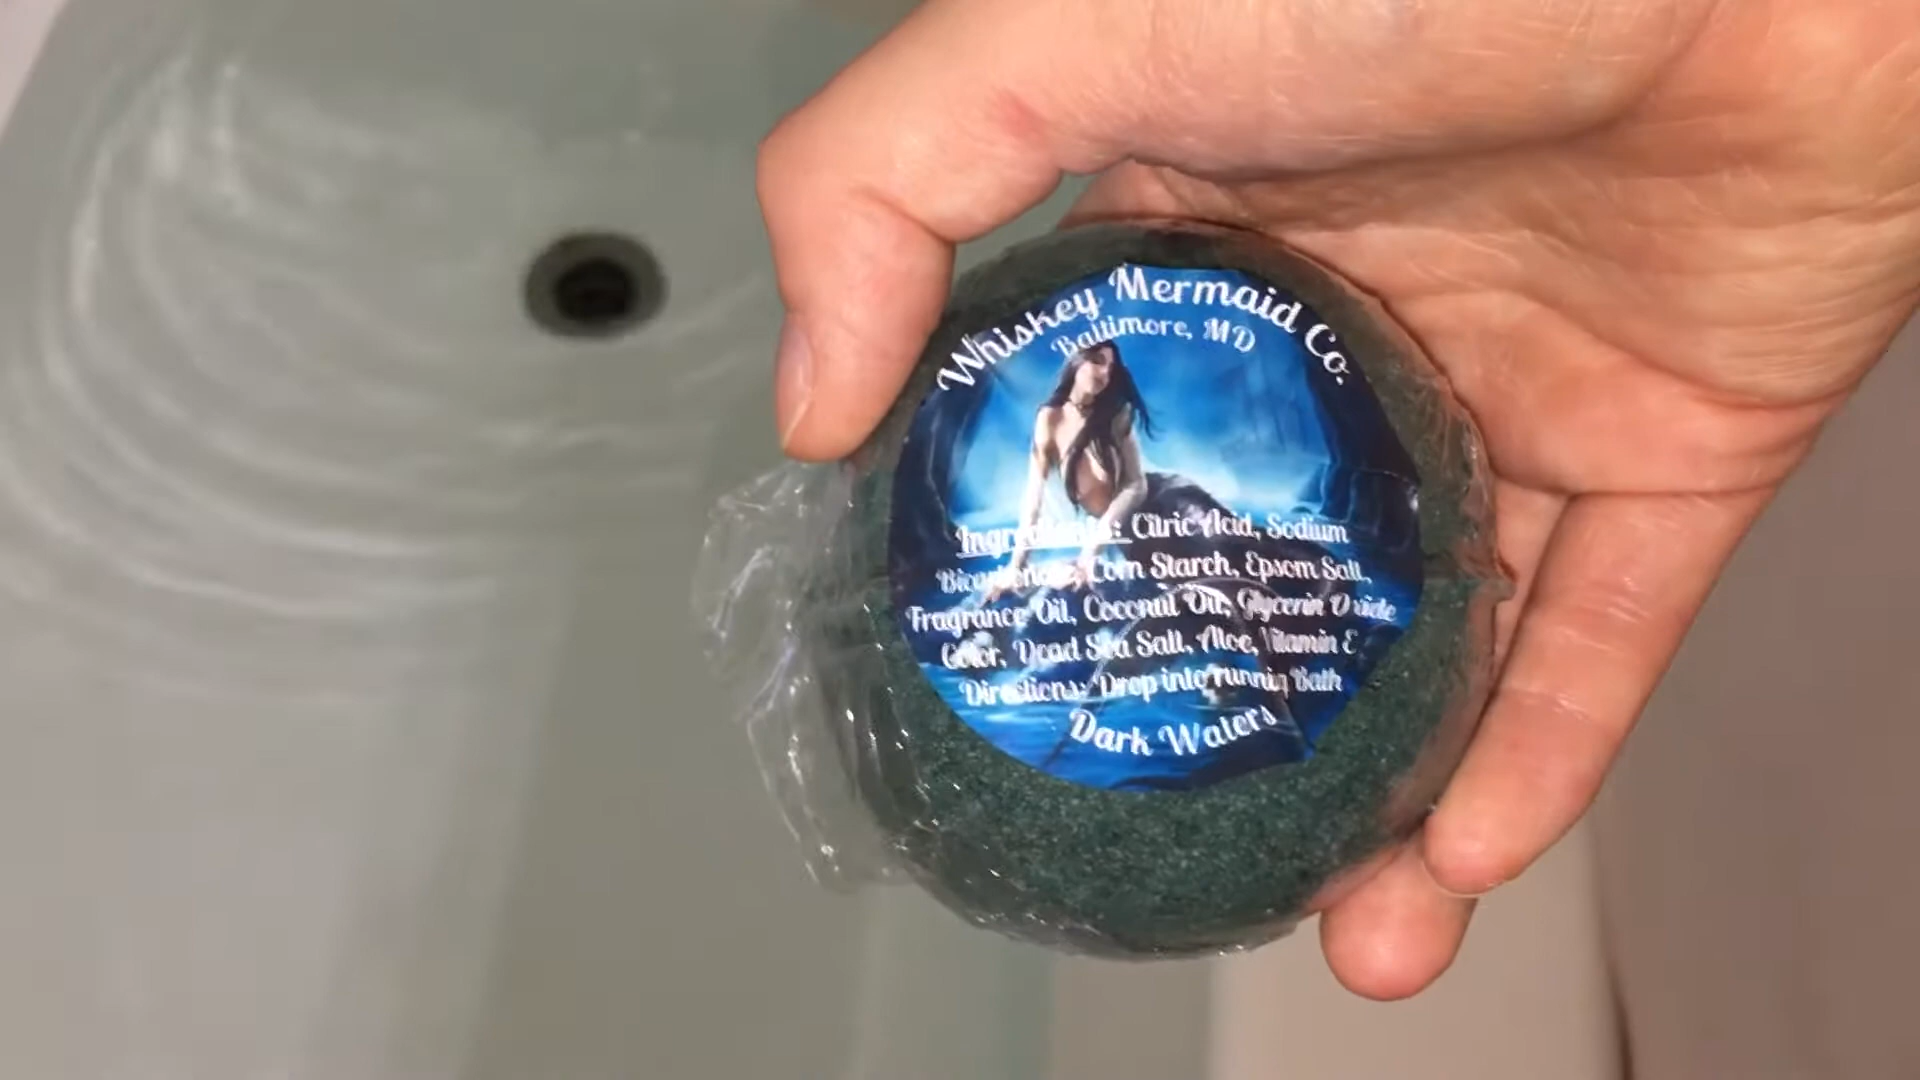 Whiskey Mermaid Co.
Baltimore, MD
Ingredients: Citric Acid, Sodium
Bicarbonate, Corn Starch, Epsom Salt,
Fragrance Oil, Coconut Oil, Glycerin Oxide
Color, Dead Sea Salt, Aloe, Vitamin E
Directions: Drop into running Bath
Dark Waters